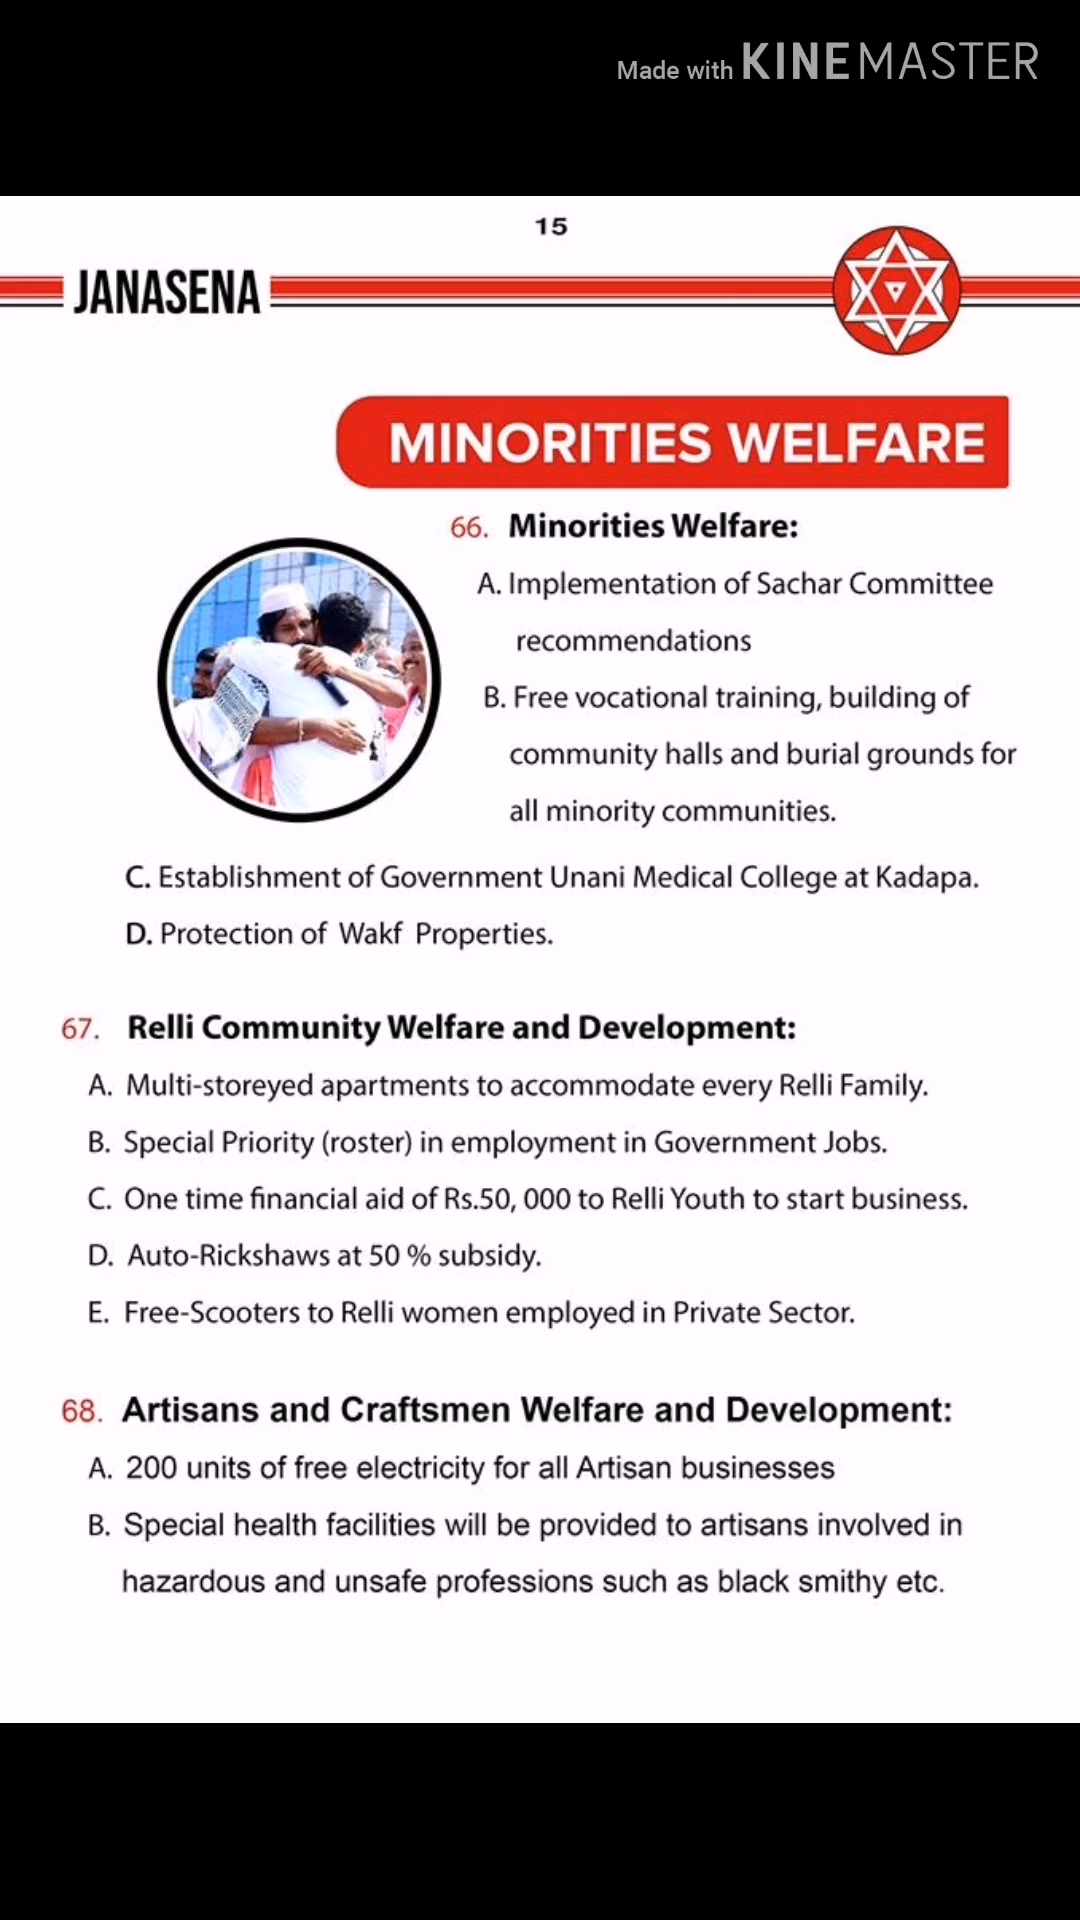 Made with KINEMASTER
15
JANASENA
MINORITIES WELFARE
66. Minorities Welfare:
A. Implementation of Sachar Committee
recommendations
B. Free vocational training, building of
community halls and burial grounds for
all minority communities.
C. Establishment of Government Unani Medical College at Kadapa.
D. Protection of Wakf Properties.
67. Relli Community Welfare and Development:
A. Multi-storeyed apartments to accommodate every Relli Family.
B. Special Priority (roster) in employment in Government Jobs.
C. One time financial aid of Rs.50, 000 to Relli Youth to start business.
D. Auto-Rickshaws at 50 % subsidy.
E. Free-Scooters to Relli women employed in Private Sector.
68. Artisans and Craftsmen Welfare and Development:
A. 200 units of free electricity for all Artisan businesses
B. Special health facilities will be provided to artisans involved in
hazardous and unsafe professions such as black smithy etc.